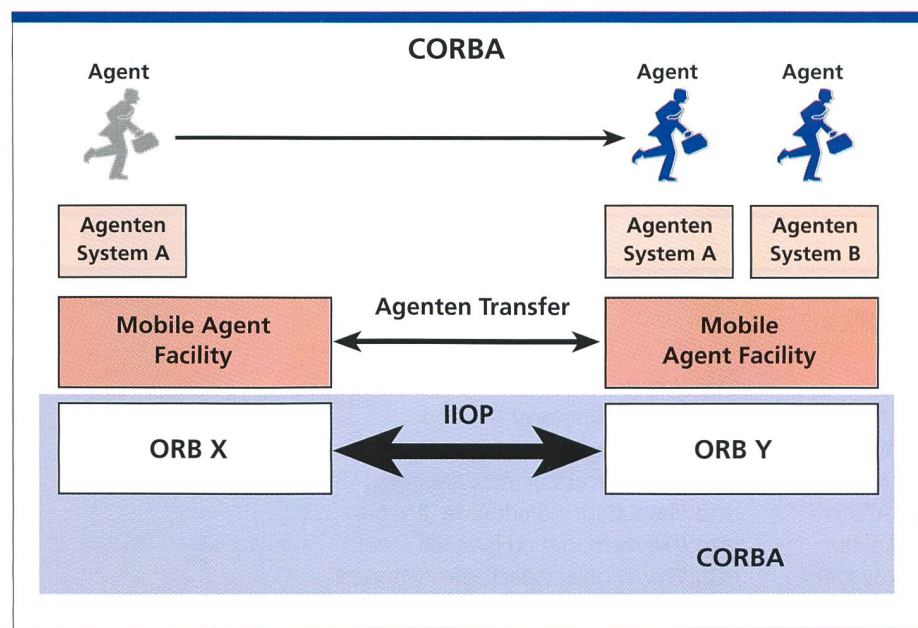 CORBA
Agent
Agent
Agent
Agenten
System A
Agenten
System A
Agenten
System B
Mobile Agent
Facility
Agenten Transfer
Mobile
Agent Facility
IIOP
ORB X
ORB Y
CORBA